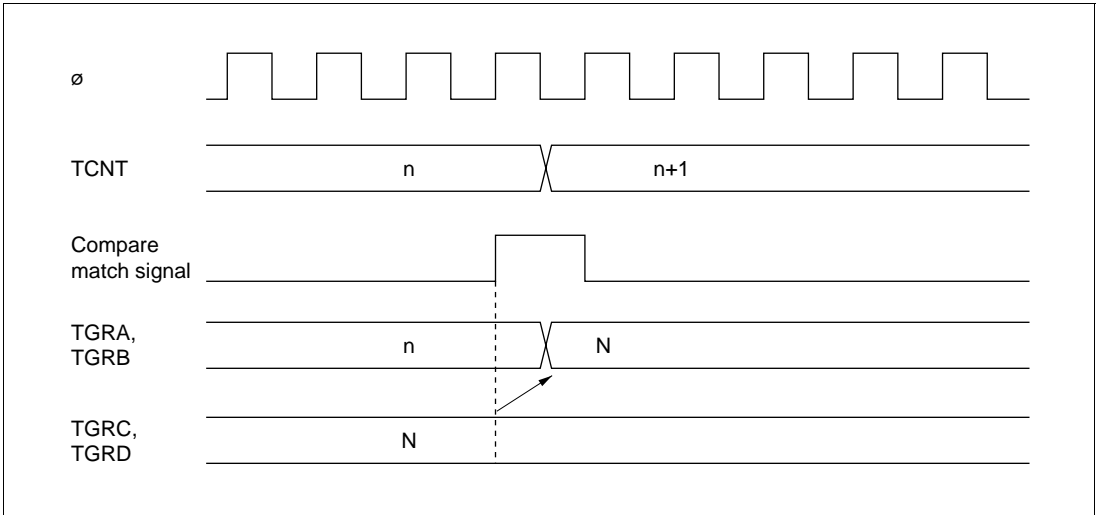 ø
TCNT
n
n+1
Compare
match signal
TGRA,
TGRB
n
N
TGRC,
TGRD
N